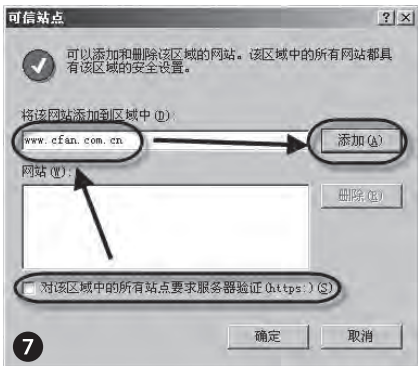 可信站点
可以添加和删除该区域的网站。该区域中的所有网站都具
有该区域的安全设置。
将该网站添加到区域中(D)
www.cfan.com.cn
添加(A)
网站(W):
删除(R)
对该区域中的所有站点要求服务器验证(https:)(S)
确定
取消
7